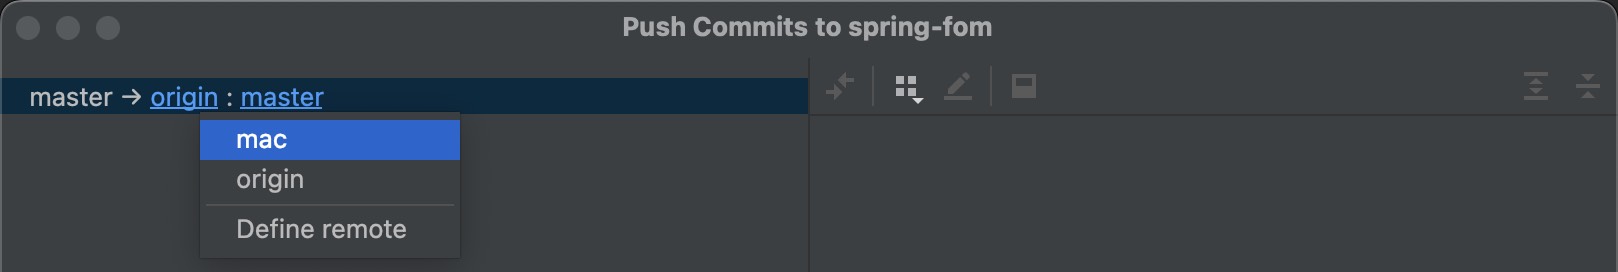 Push Commits to spring-fom
master → origin : master
mac
origin
Define remote